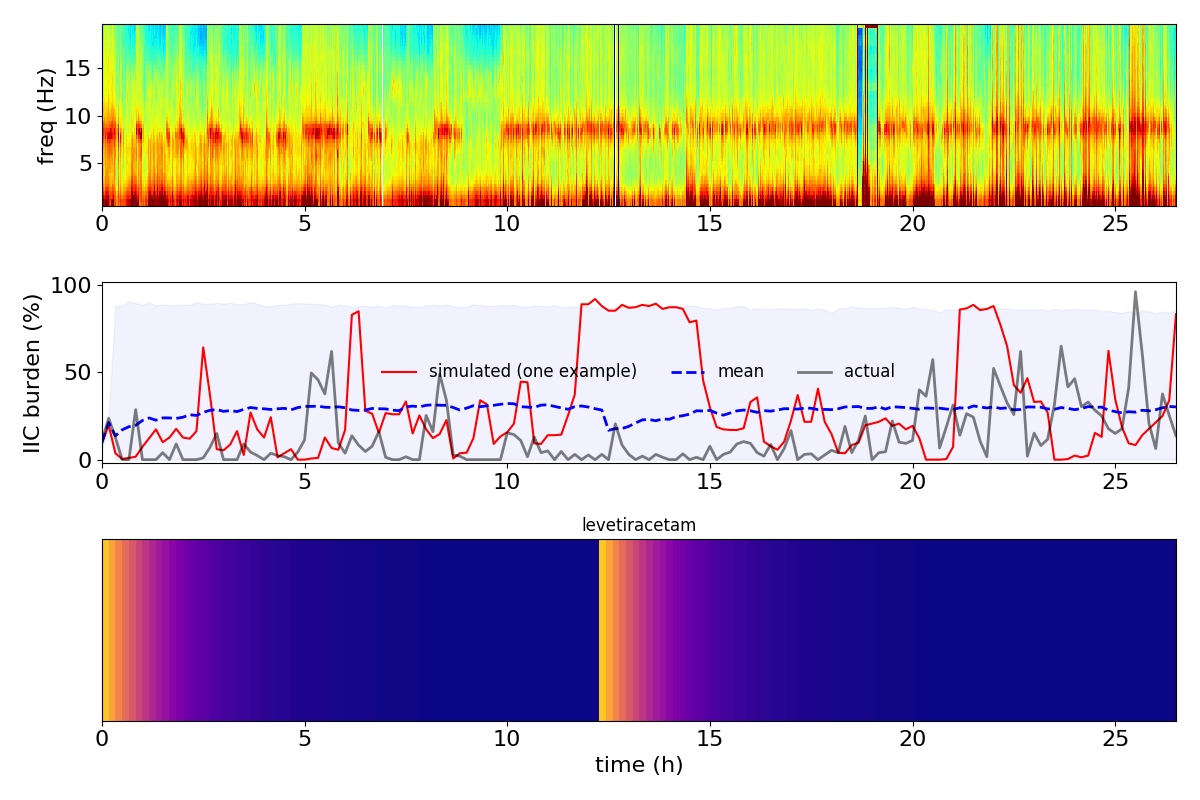 freq (Hz)
15
10
5
0 5 10 15 20 25
IIC burden (%)
100
50
0
simulated (one example) mean actual
0 5 10 15 20 25
levetiracetam
0 5 10 15 20 25
time (h)